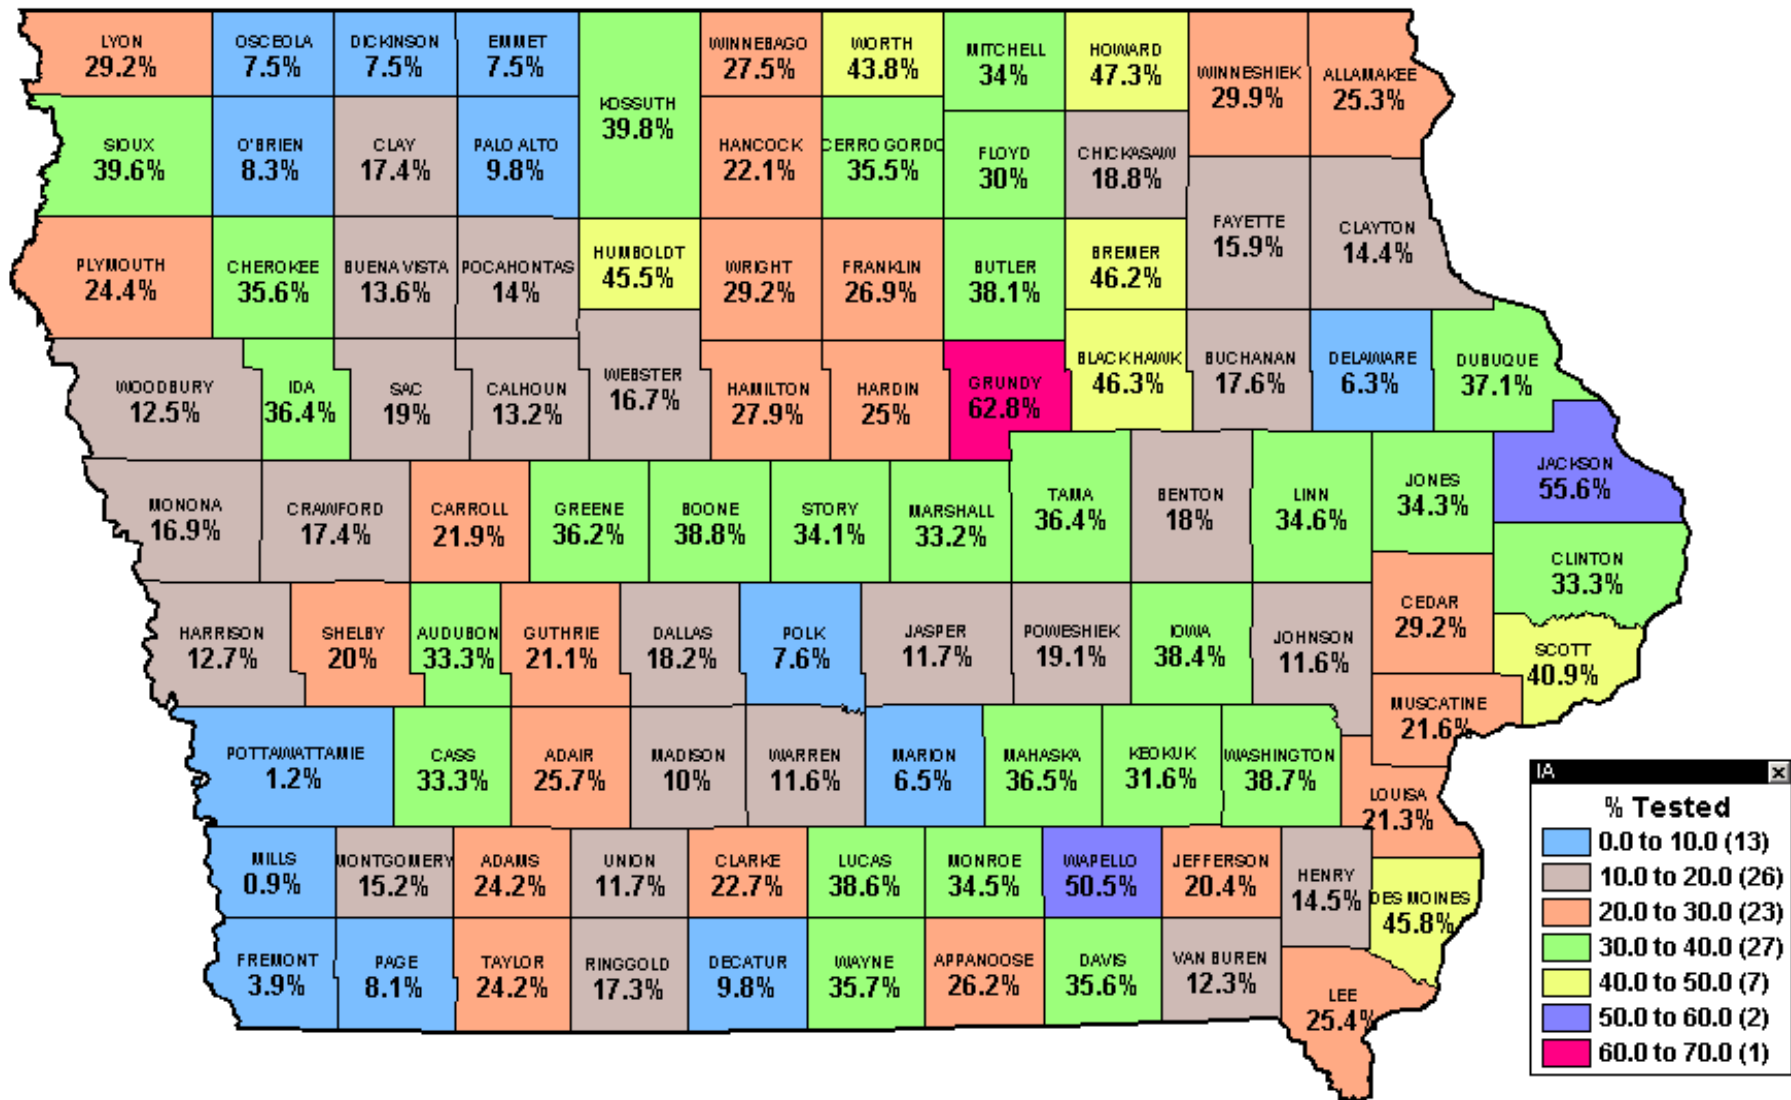 LYON
29.2%
OSCEOLA
7.5%
DICKINSON
7.5%
EMMET
7.5%
KOSSUTH
39.8%
WINNEBAGO
27.5%
WORTH
43.8%
MITCHELL
34%
HOWARD
47.3%
WINNESHIEK
29.9%
ALLAMAKEE
25.3%
SIOUX
39.6%
O'BRIEN
8.3%
CLAY
17.4%
PALO ALTO
9.8%
HANCOCK
22.1%
CERRO GORDO
35.5%
FLOYD
30%
CHICKASAW
18.8%
FAYETTE
15.9%
CLAYTON
14.4%
PLYMOUTH
24.4%
CHEROKEE
35.6%
BUENA VISTA
13.6%
POCAHONTAS
14%
HUMBOLDT
45.5%
WRIGHT
29.2%
FRANKLIN
26.9%
BUTLER
38.1%
BREMER
46.2%
WOODBURY
12.5%
IDA
36.4%
SAC
19%
CALHOUN
13.2%
WEBSTER
16.7%
HAMILTON
27.9%
HARDIN
25%
GRUNDY
62.8%
BLACK HAWK
46.3%
BUCHANAN
17.6%
DELAWARE
6.3%
DUBUQUE
37.1%
MONONA
16.9%
CRAWFORD
17.4%
CARROLL
21.9%
GREENE
36.2%
BOONE
38.8%
STORY
34.1%
MARSHALL
33.2%
TAMA
36.4%
BENTON
18%
LINN
34.6%
JONES
34.3%
JACKSON
55.6%
CLINTON
33.3%
HARRISON
12.7%
SHELBY
20%
AUDUBON
33.3%
GUTHRIE
21.1%
DALLAS
18.2%
POLK
7.6%
JASPER
11.7%
POWESHIEK
19.1%
IOWA
38.4%
JOHNSON
11.6%
CEDAR
29.2%
SCOTT
40.9%
MUSCATINE
21.6%
POTTAWATTAMIE
1.2%
CASS
33.3%
ADAIR
25.7%
MADISON
10%
WARREN
11.6%
MARION
6.5%
MAHASKA
36.5%
KEOKUK
31.6%
WASHINGTON
38.7%
LOUISA
21.3%
MILLS
0.9%
MONTGOMERY
15.2%
ADAMS
24.2%
UNION
11.7%
CLARKE
22.7%
LUCAS
38.6%
MONROE
34.5%
WAPELLO
50.5%
JEFFERSON
20.4%
HENRY
14.5%
DES MOINES
45.8%
FREMONT
3.9%
PAGE
8.1%
TAYLOR
24.2%
RINGGOLD
17.3%
DECATUR
9.8%
WAYNE
35.7%
APPANOOSE
26.2%
DAVIS
35.6%
VAN BUREN
12.3%
LEE
25.4%
IA
% Tested
0.0 to 10.0 (13)
10.0 to 20.0 (26)
20.0 to 30.0 (23)
30.0 to 40.0 (27)
40.0 to 50.0 (7)
50.0 to 60.0 (2)
60.0 to 70.0 (1)